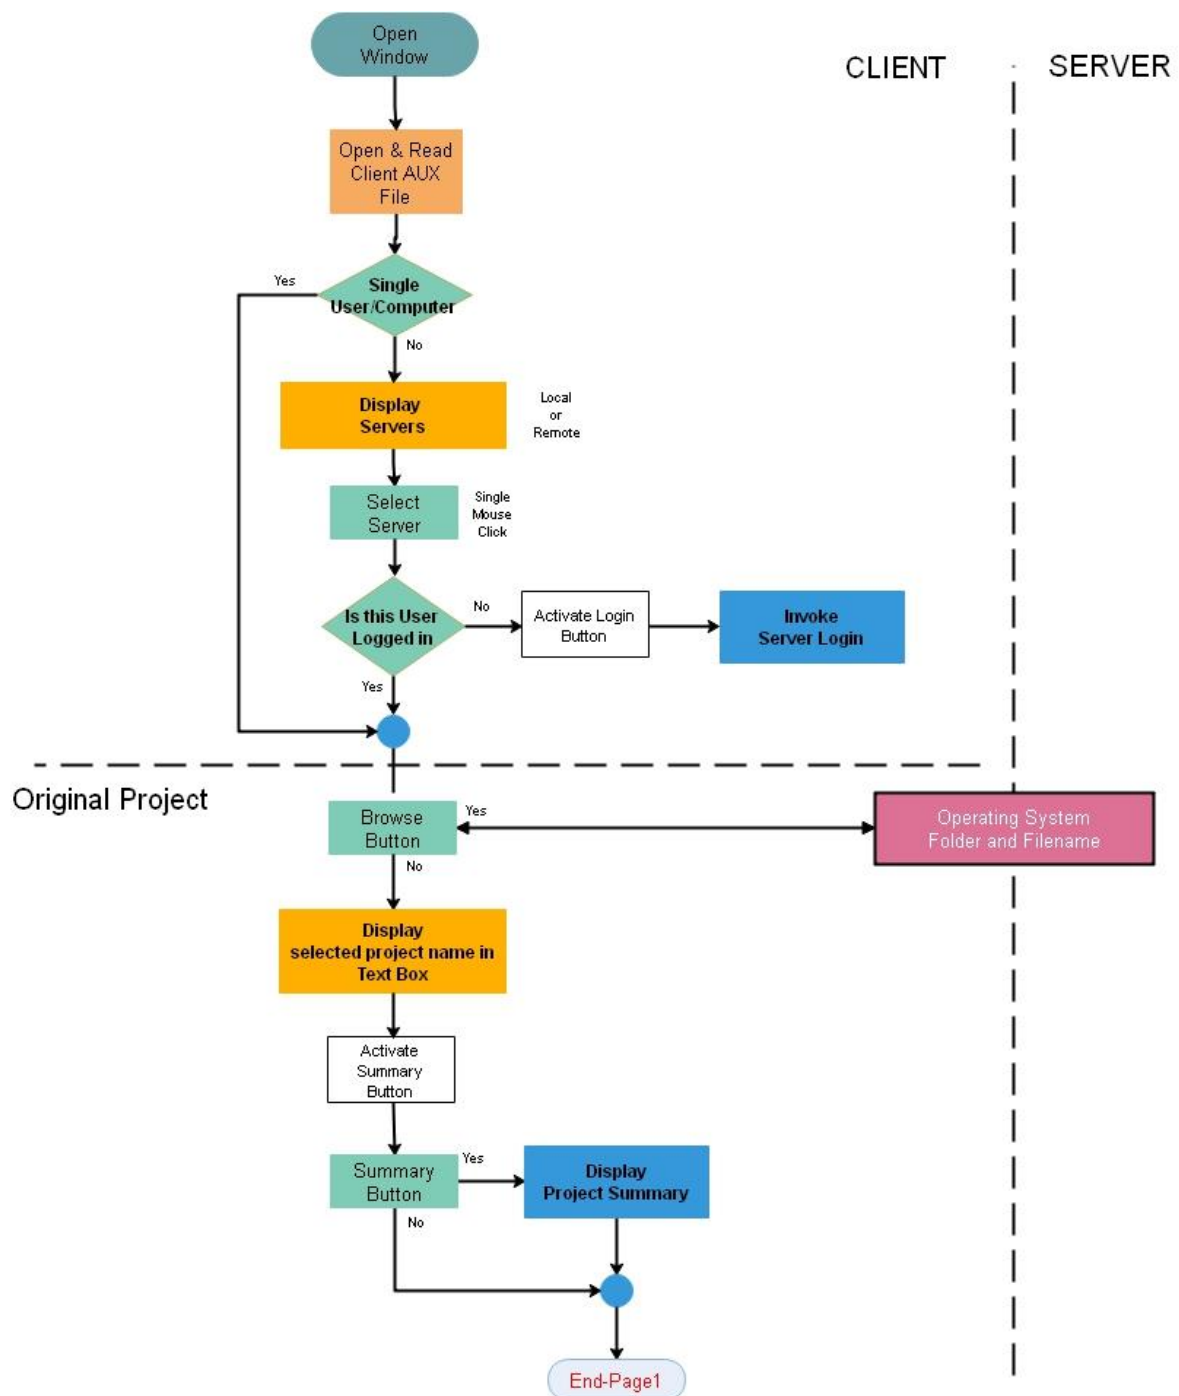 Open
Window
CLIENT
SERVER
Open & Read
Client AUX
File
Yes
Single
User/Computer
No
Display
Servers
Local
or
Remote
Select
Server
Single
Mouse
Click
Is this User
Logged in
No
Activate Login
Button
Invoke
Server Login
Yes
Original Project
Browse
Button
Yes
Operating System
Folder and Filename
No
Display
selected project name in
Text Box
Activate
Summary
Button
Summary
Button
Yes
Display
Project Summary
No
End-Page1